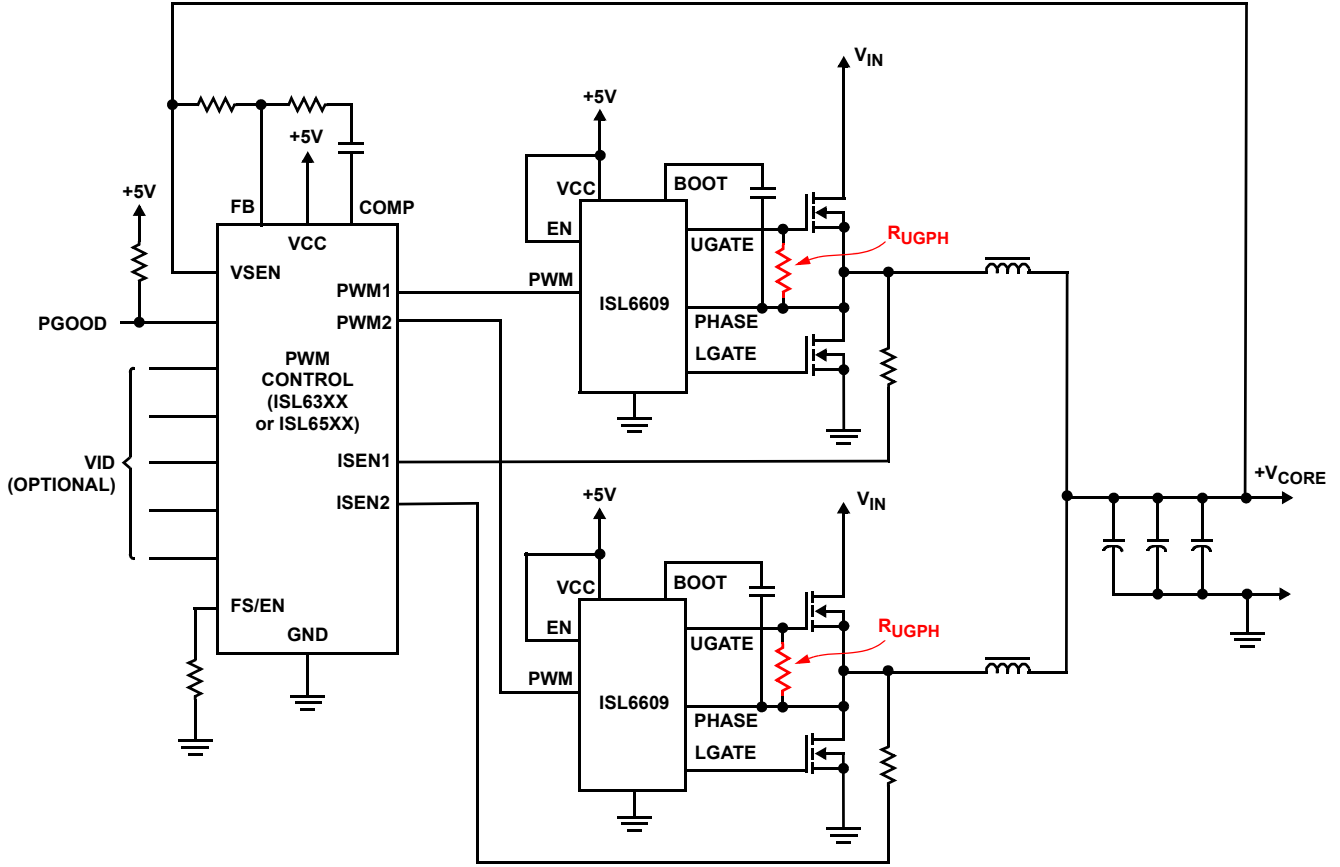 V_IN
+5V
+5V
VCC
BOOT
+5V
FB
COMP
VCC
EN
UGATE
R_UGPH
VSEN
PWM1
PWM
ISL6609
PGOOD
PWM2
PHASE
LGATE
PWM
CONTROL
(ISL63XX
or ISL65XX)
VID
(OPTIONAL)
ISEN1
ISEN2
+V_CORE
+5V
V_IN
VCC
BOOT
FS/EN
EN
GND
UGATE
R_UGPH
PWM
ISL6609
PHASE
LGATE